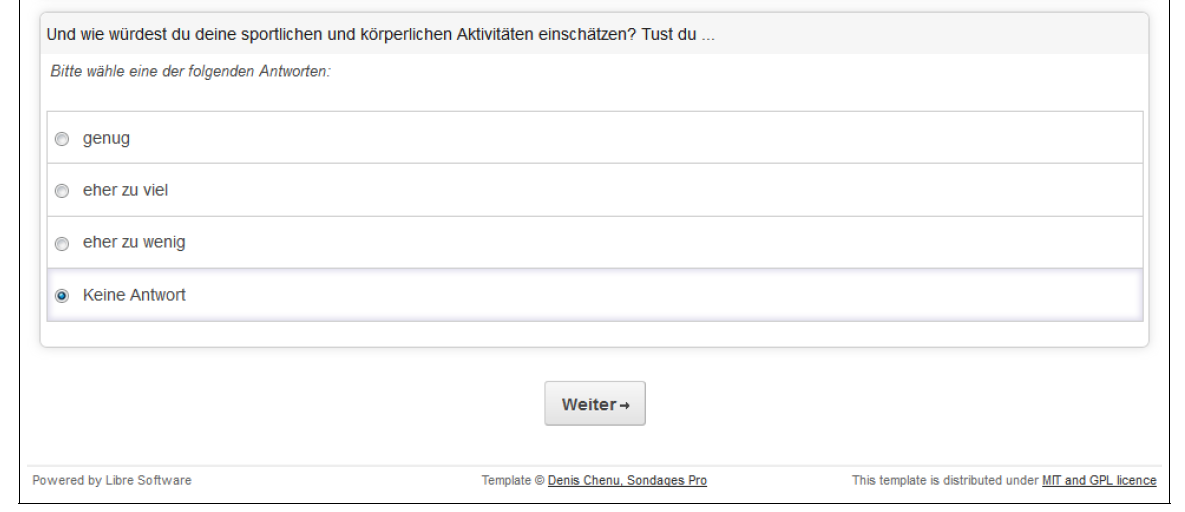 Und wie würdest du deine sportlichen und körperlichen Aktivitäten einschätzen? Tust du ...
Bitte wähle eine der folgenden Antworten:
genug
eher zu viel
eher zu wenig
Keine Antwort
Weiter→
Powered by Libre Software Template © Denis Chenu, Sondages Pro This template is distributed under MIT and GPL licence